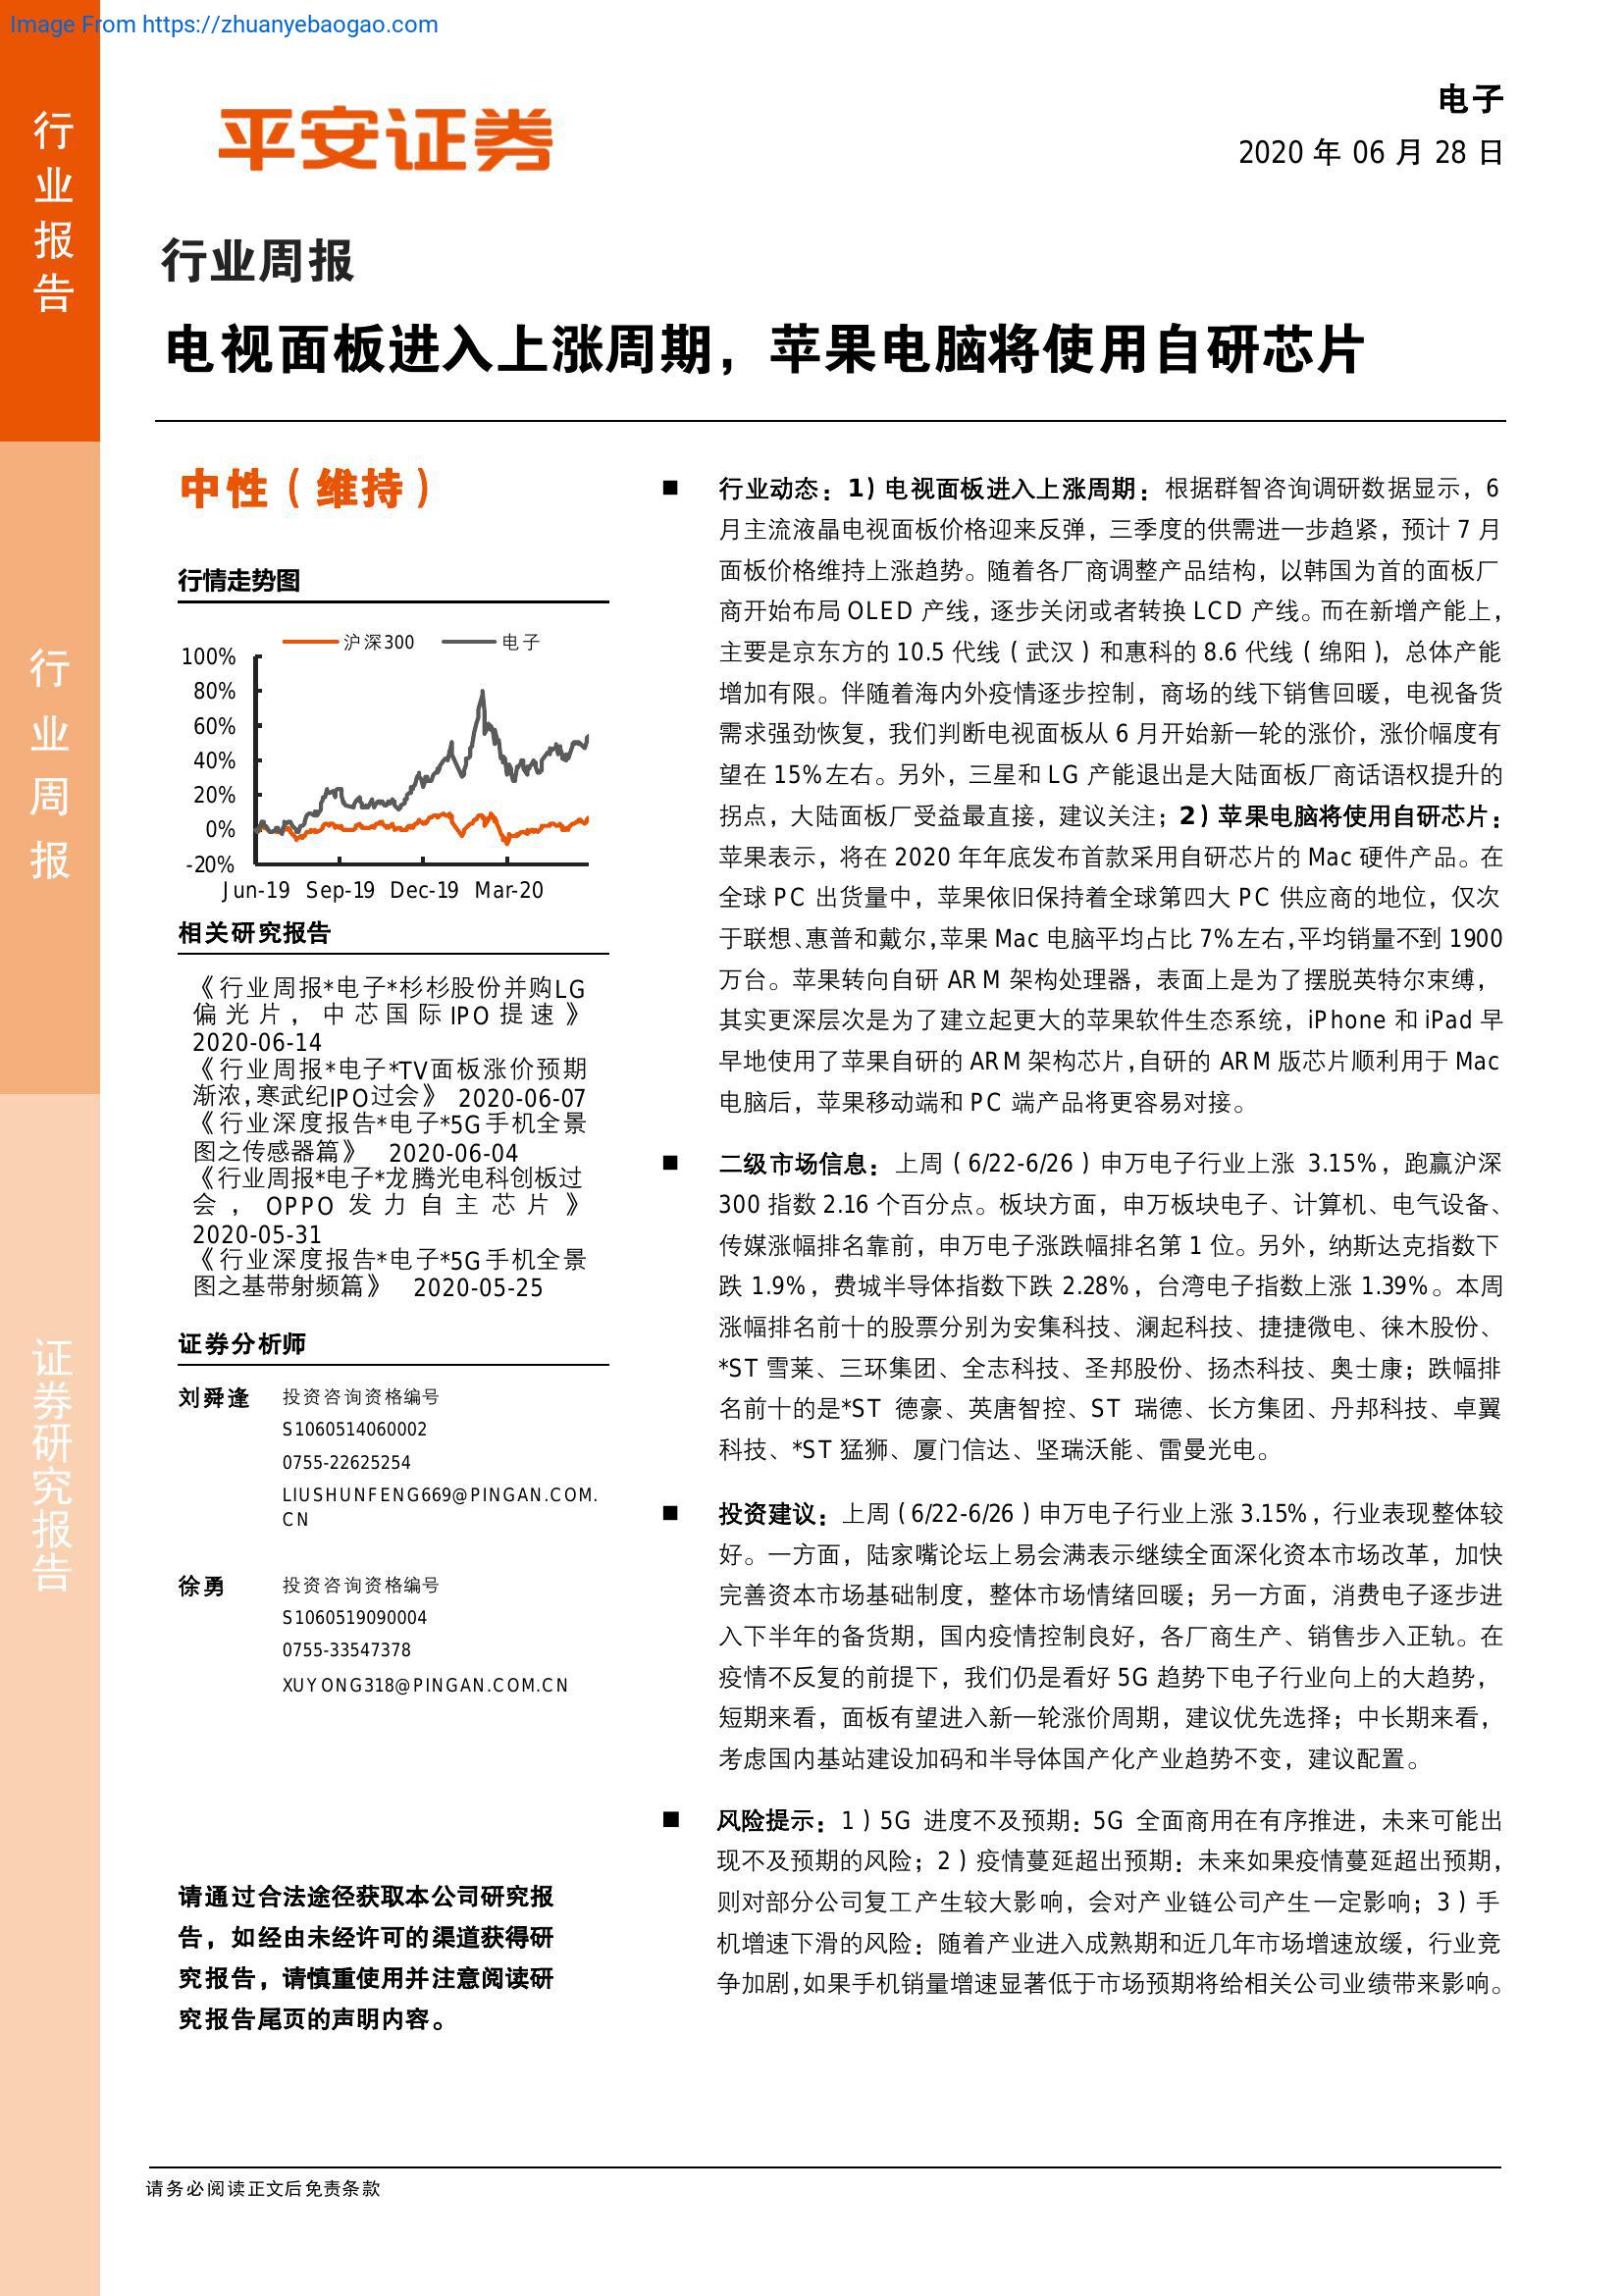 Image From https://zhuanyebaogao.com
行业报告
行业周报
证券研究报告
平安证券
电子
2020 年 06 月 28 日
行业周报
电视面板进入上涨周期，苹果电脑将使用自研芯片
中性（维持）
行情走势图
沪深300 电子
100%
80%
60%
40%
20%
0%
-20%
Jun-19 Sep-19 Dec-19 Mar-20
相关研究报告
《行业周报*电子*杉杉股份并购LG
偏光片，中芯国际IPO提速》
2020-06-14
《行业周报*电子*TV面板涨价预期
渐浓,寒武纪IPO过会》 2020-06-07
《行业深度报告*电子*5G手机全景
图之传感器篇》 2020-06-04
《行业周报*电子*龙腾光电科创板过
会，OPPO发力自主芯片》
2020-05-31
《行业深度报告*电子*5G手机全景
图之基带射频篇》 2020-05-25
证券分析师
刘舜逢 投资咨询资格编号
S1060514060002
0755-22625254
LIUSHUNFENG669@PINGAN.COM.
CN
徐勇 投资咨询资格编号
S1060519090004
0755-33547378
XUYONG318@PINGAN.COM.CN
请通过合法途径获取本公司研究报
告，如经由未经许可的渠道获得研
究报告，请慎重使用并注意阅读研
究报告尾页的声明内容。
■ 行业动态：1）电视面板进入上涨周期：根据群智咨询调研数据显示，6
月主流液晶电视面板价格迎来反弹，三季度的供需进一步趋紧，预计 7 月
面板价格维持上涨趋势。随着各厂商调整产品结构，以韩国为首的面板厂
商开始布局 OLED 产线，逐步关闭或者转换 LCD 产线。而在新增产能上，
主要是京东方的 10.5 代线（武汉）和惠科的 8.6 代线（绵阳），总体产能
增加有限。伴随着海内外疫情逐步控制，商场的线下销售回暖，电视备货
需求强劲恢复，我们判断电视面板从 6 月开始新一轮的涨价，涨价幅度有
望在 15%左右。另外，三星和 LG 产能退出是大陆面板厂商话语权提升的
拐点，大陆面板厂受益最直接，建议关注；2）苹果电脑将使用自研芯片：
苹果表示，将在 2020 年年底发布首款采用自研芯片的 Mac 硬件产品。在
全球 PC 出货量中，苹果依旧保持着全球第四大 PC 供应商的地位，仅次
于联想、惠普和戴尔,苹果 Mac 电脑平均占比 7%左右,平均销量不到 1900
万台。苹果转向自研 ARM 架构处理器，表面上是为了摆脱英特尔束缚，
其实更深层次是为了建立起更大的苹果软件生态系统，iPhone 和 iPad 早
早地使用了苹果自研的 ARM 架构芯片,自研的 ARM 版芯片顺利用于 Mac
电脑后，苹果移动端和 PC 端产品将更容易对接。
■ 二级市场信息：上周（6/22-6/26）申万电子行业上涨 3.15%，跑赢沪深
300 指数 2.16 个百分点。板块方面，申万板块电子、计算机、电气设备、
传媒涨幅排名靠前，申万电子涨跌幅排名第 1 位。另外，纳斯达克指数下
跌 1.9%，费城半导体指数下跌 2.28%，台湾电子指数上涨 1.39%。本周
涨幅排名前十的股票分别为安集科技、澜起科技、捷捷微电、徕木股份、
*ST 雪莱、三环集团、全志科技、圣邦股份、扬杰科技、奥士康；跌幅排
名前十的是*ST 德豪、英唐智控、ST 瑞德、长方集团、丹邦科技、卓翼
科技、*ST 猛狮、厦门信达、坚瑞沃能、雷曼光电。
■ 投资建议：上周（6/22-6/26）申万电子行业上涨 3.15%，行业表现整体较
好。一方面，陆家嘴论坛上易会满表示继续全面深化资本市场改革，加快
完善资本市场基础制度，整体市场情绪回暖；另一方面，消费电子逐步进
入下半年的备货期，国内疫情控制良好，各厂商生产、销售步入正轨。在
疫情不反复的前提下，我们仍是看好 5G 趋势下电子行业向上的大趋势，
短期来看，面板有望进入新一轮涨价周期，建议优先选择；中长期来看，
考虑国内基站建设加码和半导体国产化产业趋势不变，建议配置。
■ 风险提示：1）5G 进度不及预期：5G 全面商用在有序推进，未来可能出
现不及预期的风险；2）疫情蔓延超出预期：未来如果疫情蔓延超出预期，
则对部分公司复工产生较大影响，会对产业链公司产生一定影响；3）手
机增速下滑的风险：随着产业进入成熟期和近几年市场增速放缓，行业竞
争加剧,如果手机销量增速显著低于市场预期将给相关公司业绩带来影响。
请务必阅读正文后免责条款